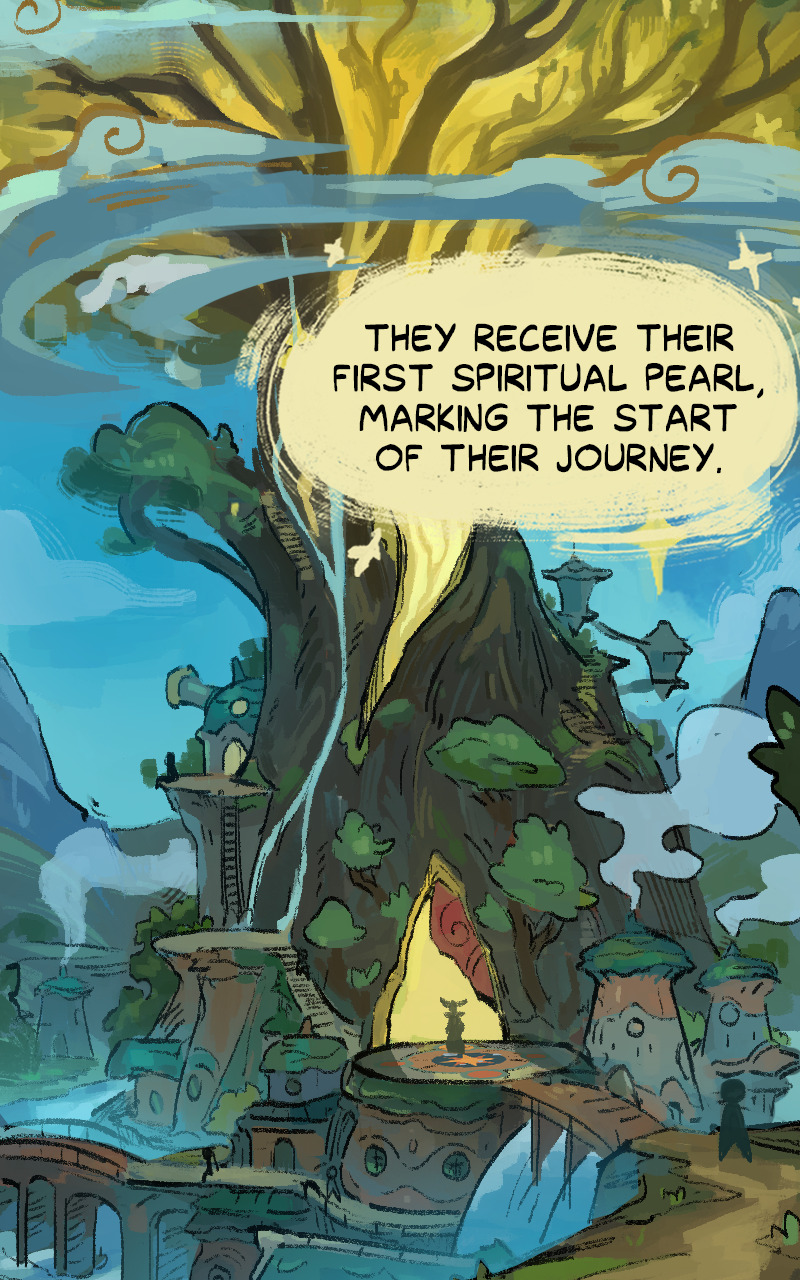 THEY RECEIVE THEIR
FIRST SPIRITUAL PEARL,
MARKING THE START
OF THEIR JOURNEY.